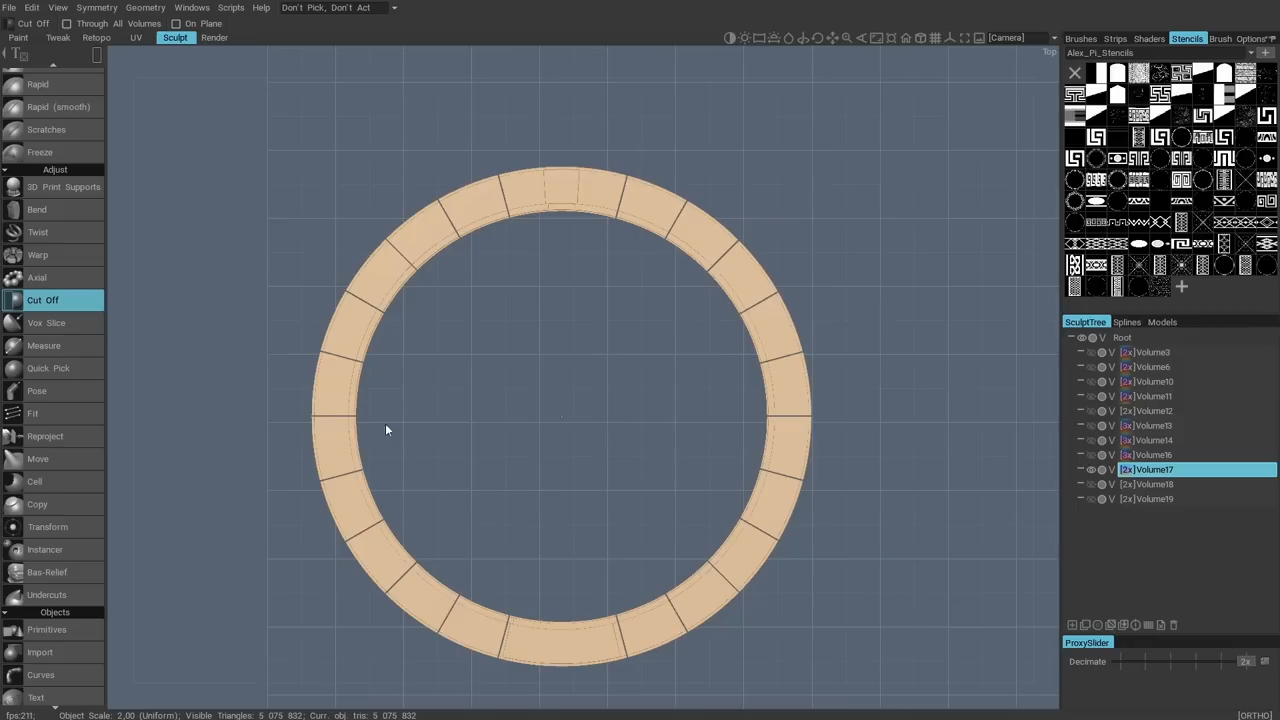 File Edit View Symmetry Geometry Windows Scripts Help Don't Pick, Don't Act
Cut Off Through All Volumes On Plane
Paint Tweak Retopo UV Sculpt Render
[Camera]
Brushes Strips Shaders Stencils Brush Options
Alex_Pi_Stencils
Top
Rapid
Rapid (smooth)
Scratches
Freeze
Adjust
3D Print Supports
Bend
Twist
Warp
Axial
Cut Off
Vox Slice
Measure
Quick Pick
Pose
Fit
Reproject
Move
Cell
Copy
Transform
Instancer
Bas-Relief
Undercuts
Objects
Primitives
Import
Curves
Text
SculptTree Splines Models
V Root
V [2x]Volume3
V [2x]Volume6
V [2x]Volume10
V [2x]Volume11
V [2x]Volume12
V [3x]Volume13
V [3x]Volume14
V [3x]Volume16
V [2x]Volume17
V [2x]Volume18
V [2x]Volume19
ProxySlider
Decimate 2x
fps:211; Object Scale: 2,00 (Uniform); Visible Triangles: 5 075 832; Curr. obj. tris: 5 075 832
[ORTHO]